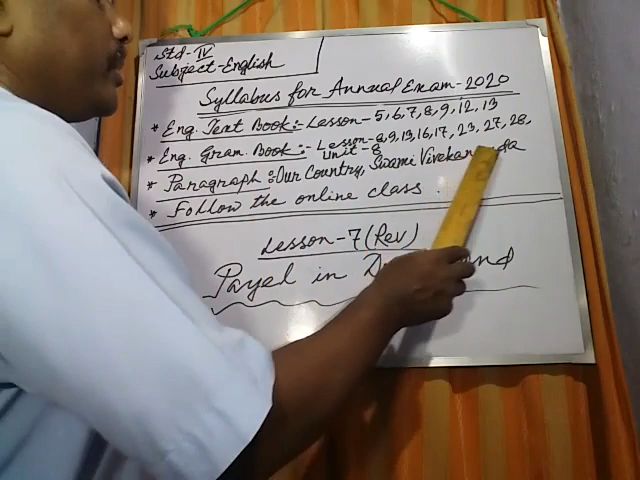 Std-IV
Subject-English
Syllabus for Annual Exam-2020
* Eng. Text Book:- Lesson-5,6,7,8,9,12,13
* Eng. Gram. Book:- Lesson-8,9,13,16,17,23,27,28,
Unit-8
* Paragraph:- Our Country, Swami
* Follow the online class.
Lesson-7(Rev)
Payel in